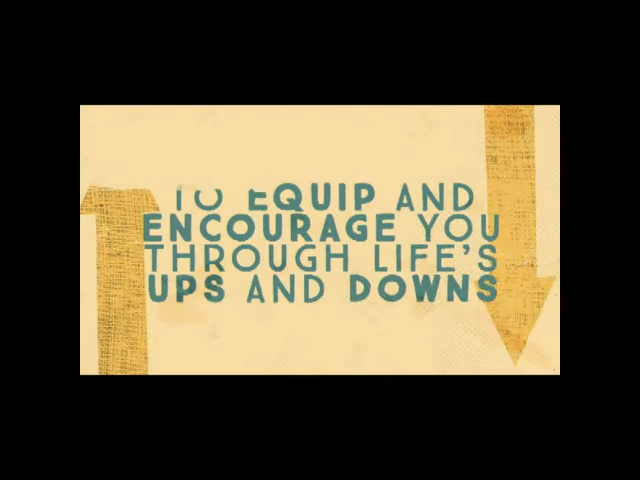 TO EQUIP AND
ENCOURAGE YOU
THROUGH LIFE'S
UPS AND DOWNS